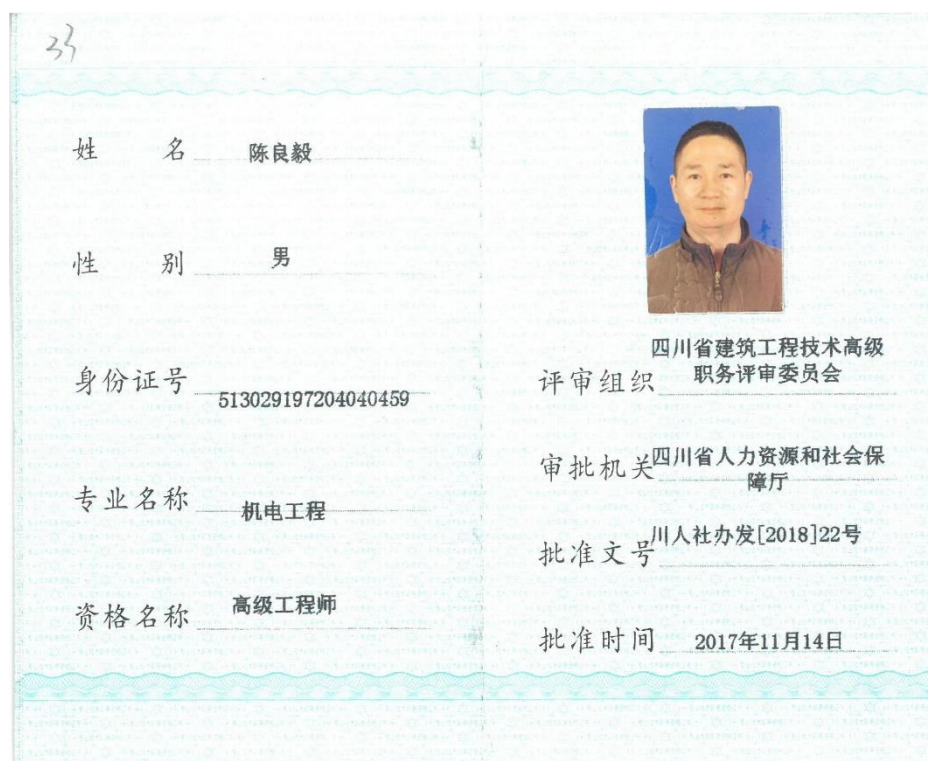 33
姓 名 陈良毅
性 别 男
身份证号 513029197204040459
专业名称 机电工程
资格名称 高级工程师
四川省建筑工程技术高级
评审组织 职务评审委员会
审批机关 四川省人力资源和社会保
障厅
批准文号 川人社办发[2018]22号
批准时间 2017年11月14日